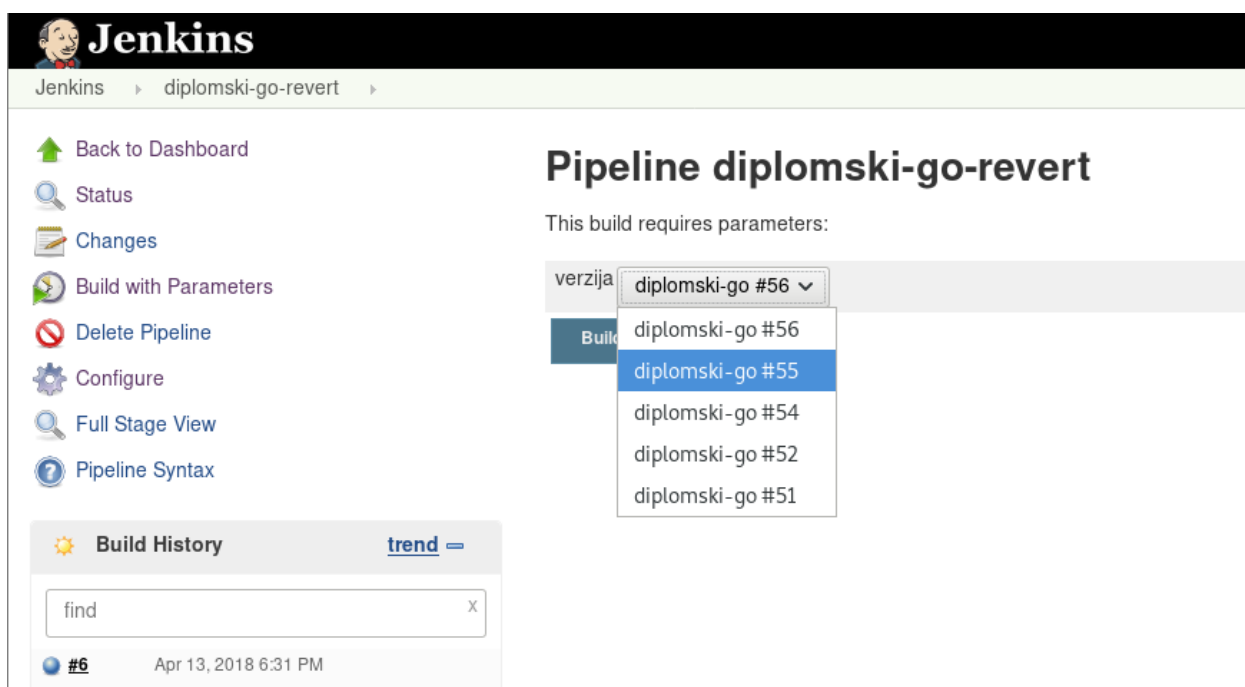 Jenkins
Jenkins diplomski-go-revert
Back to Dashboard
Status
Changes
Build with Parameters
Delete Pipeline
Configure
Full Stage View
Pipeline Syntax
Build History trend
find x
#6 Apr 13, 2018 6:31 PM
Pipeline diplomski-go-revert
This build requires parameters:
verzija diplomski-go #56
diplomski-go #56
diplomski-go #55
diplomski-go #54
diplomski-go #52
diplomski-go #51